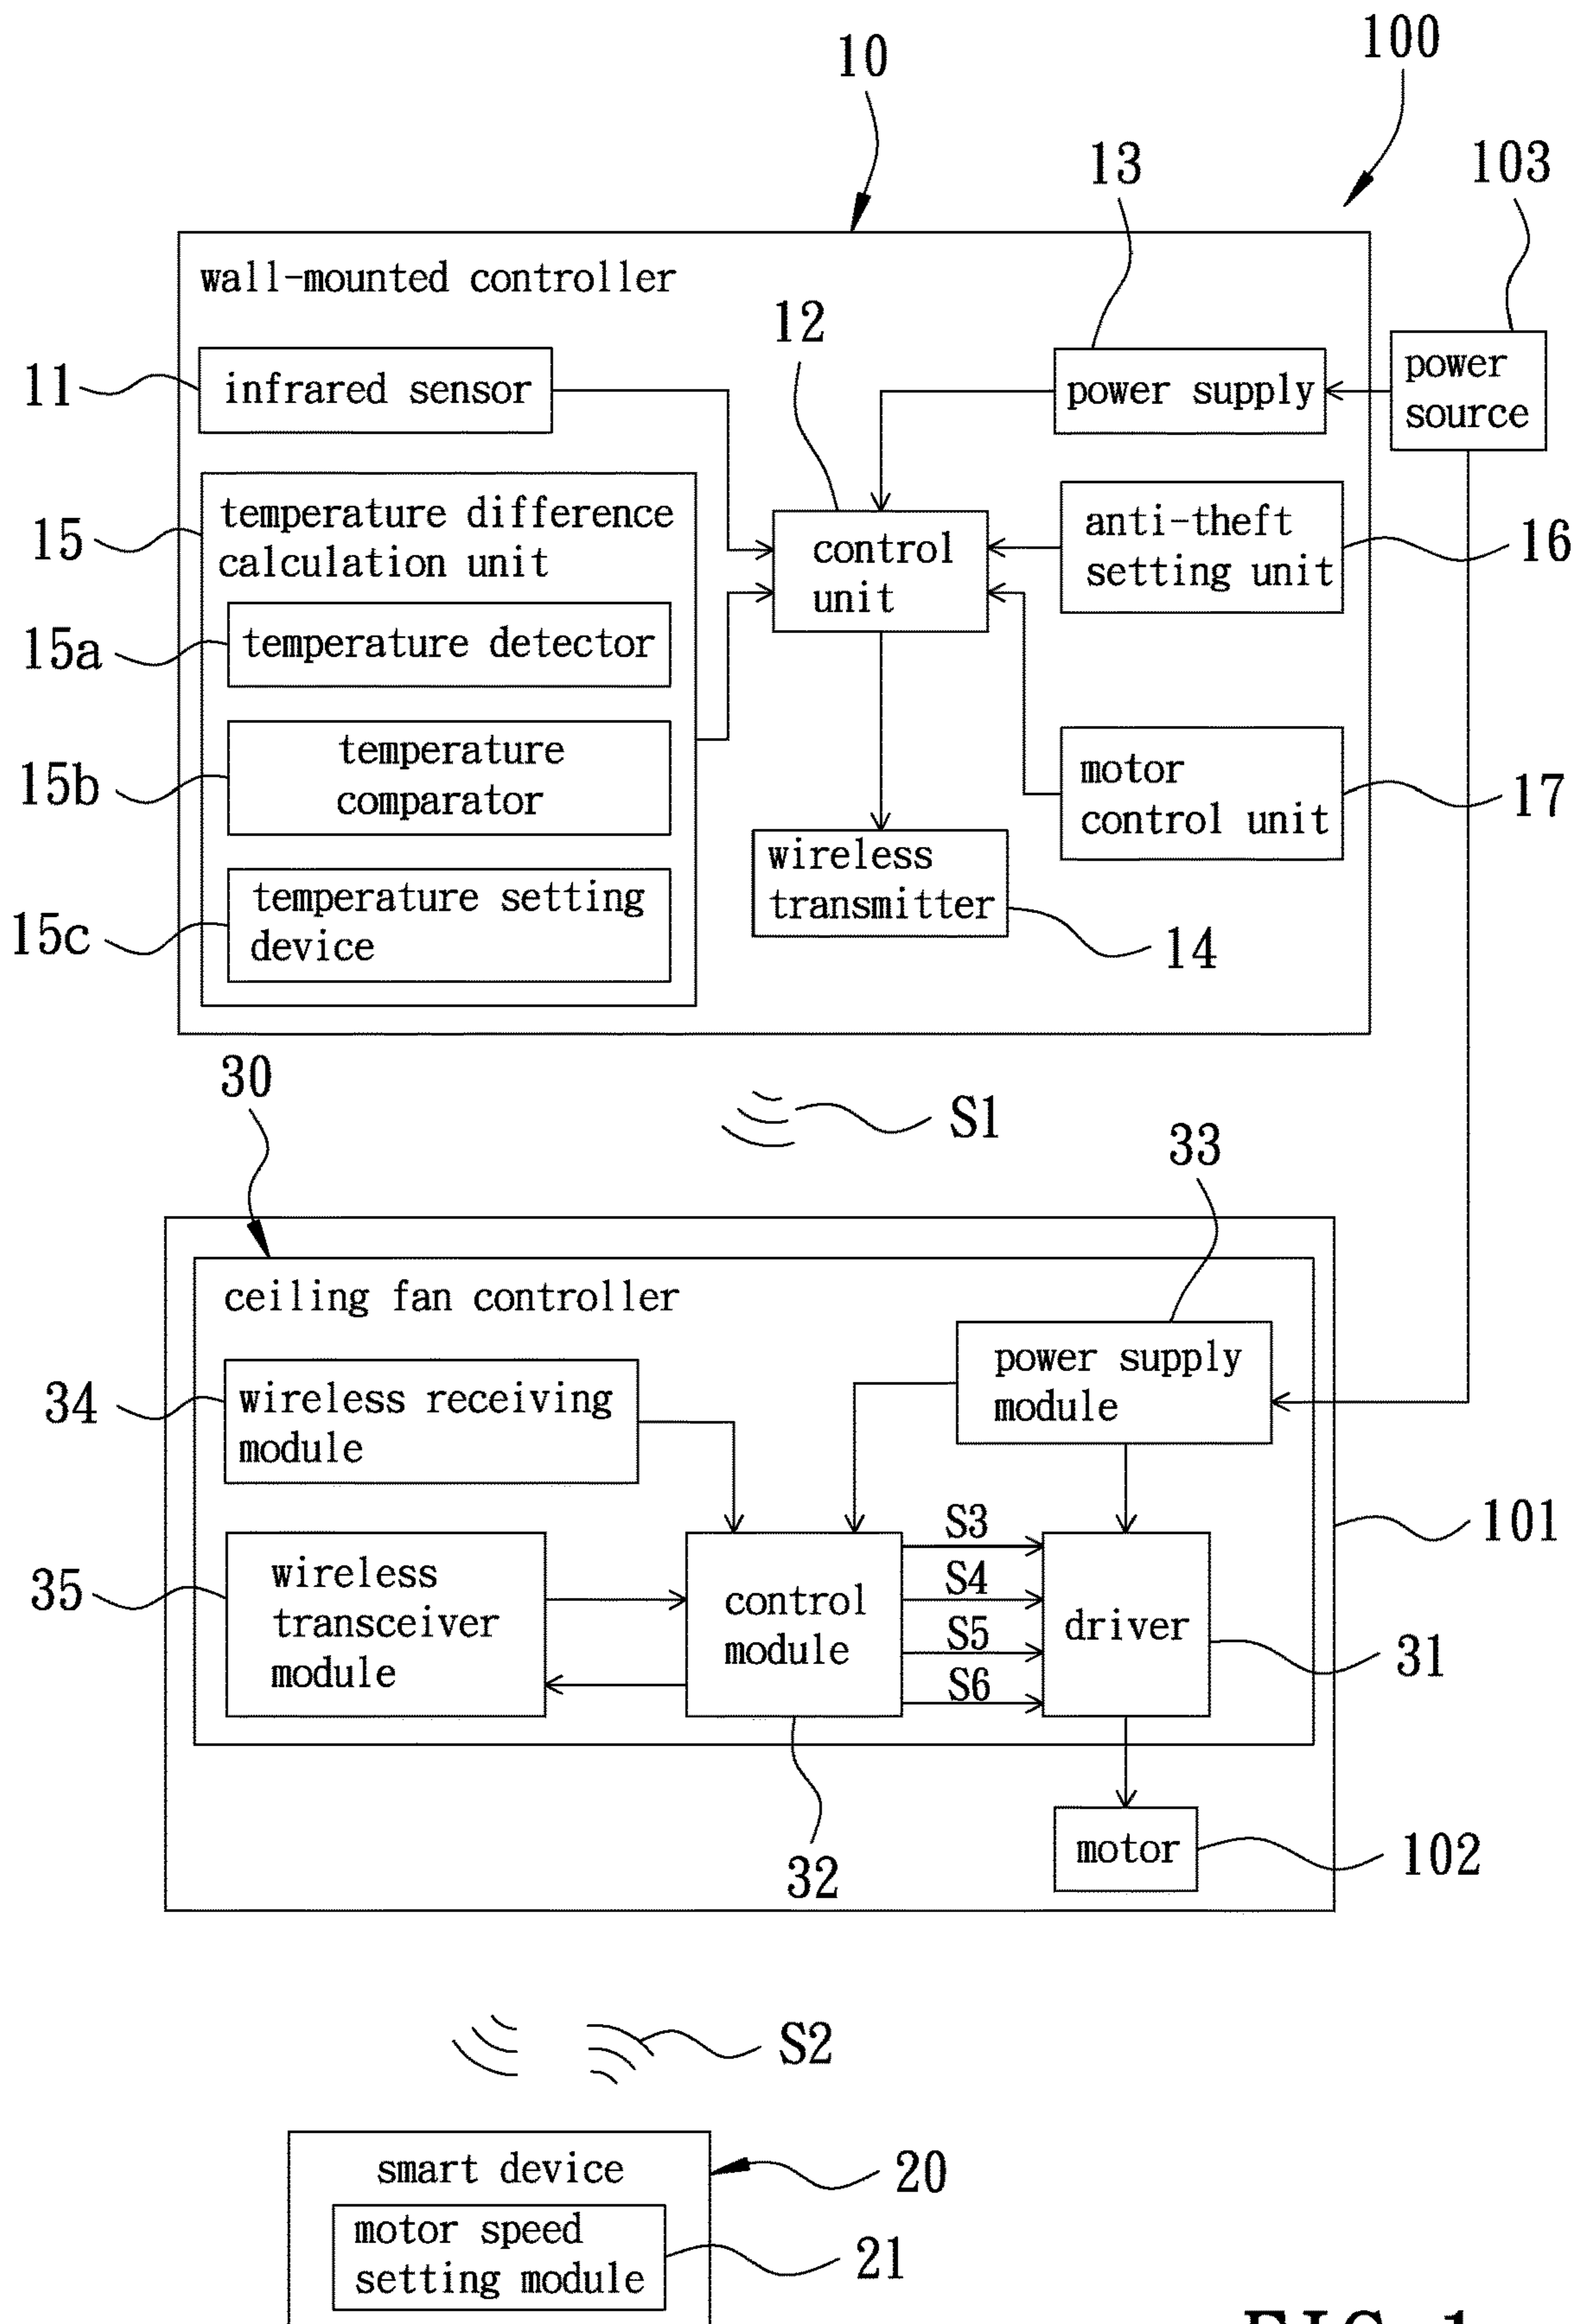 100
10
13
103
wall-mounted controller
12
11
infrared sensor
power supply
power
source
15
temperature difference
calculation unit
control
unit
anti-theft
setting unit
16
15a
temperature detector
15b
temperature
comparator
motor
control unit
17
wireless
transmitter
15c
temperature setting
device
14
30
S1
33
ceiling fan controller
34
wireless receiving
module
power supply
module
101
35
wireless
transceiver
module
control
module
S3
S4
S5
S6
driver
31
motor
102
32
S2
smart device
20
motor speed
setting module
21